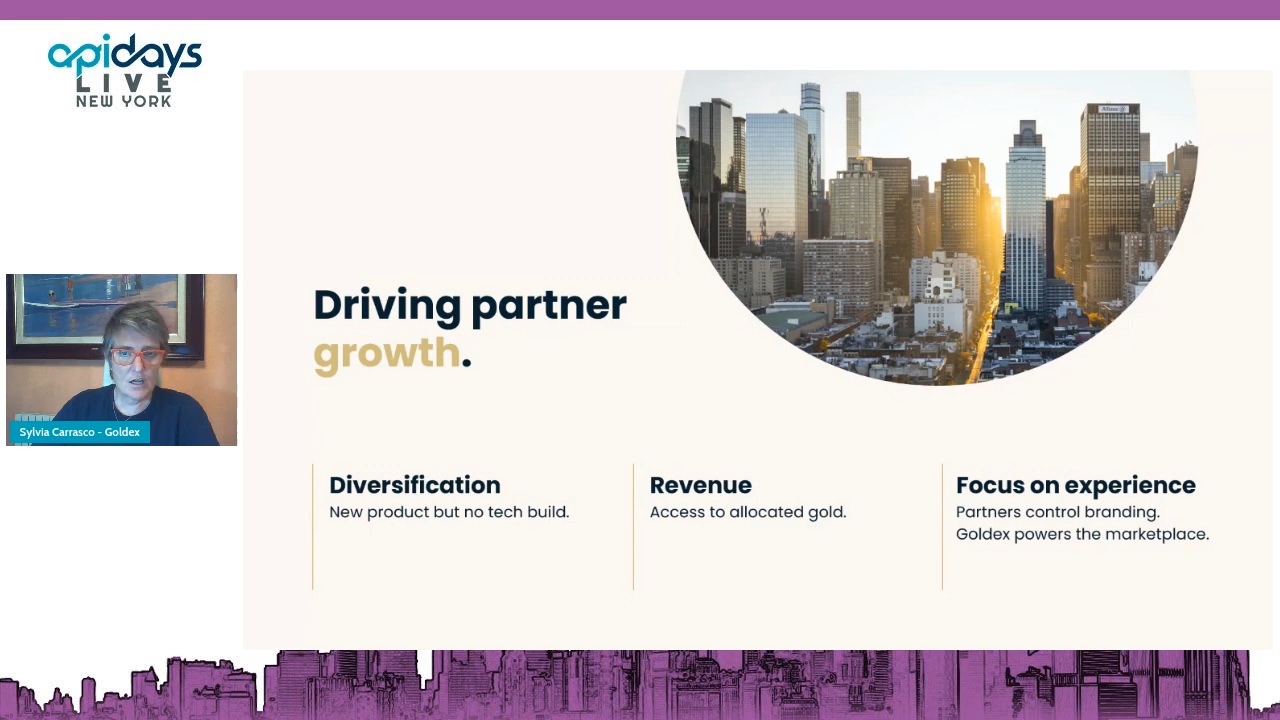 apidays
LIVE
NEW YORK
Driving partner
growth.
Sylvia Carrasco - Goldex
Diversification
New product but no tech build.
Revenue
Access to allocated gold.
Focus on experience
Partners control branding.
Goldex powers the marketplace.